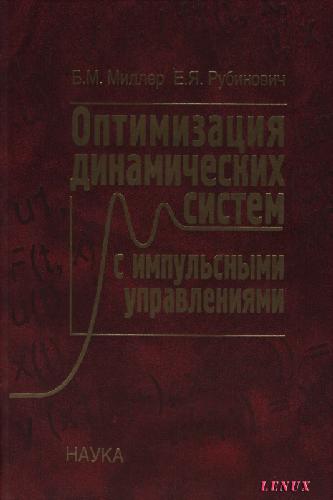 Б.М. Миллер Е.Я. Рубинович
Оптимизация
динамических
систем
с импульсными
управлениями
НАУКА
LENUX